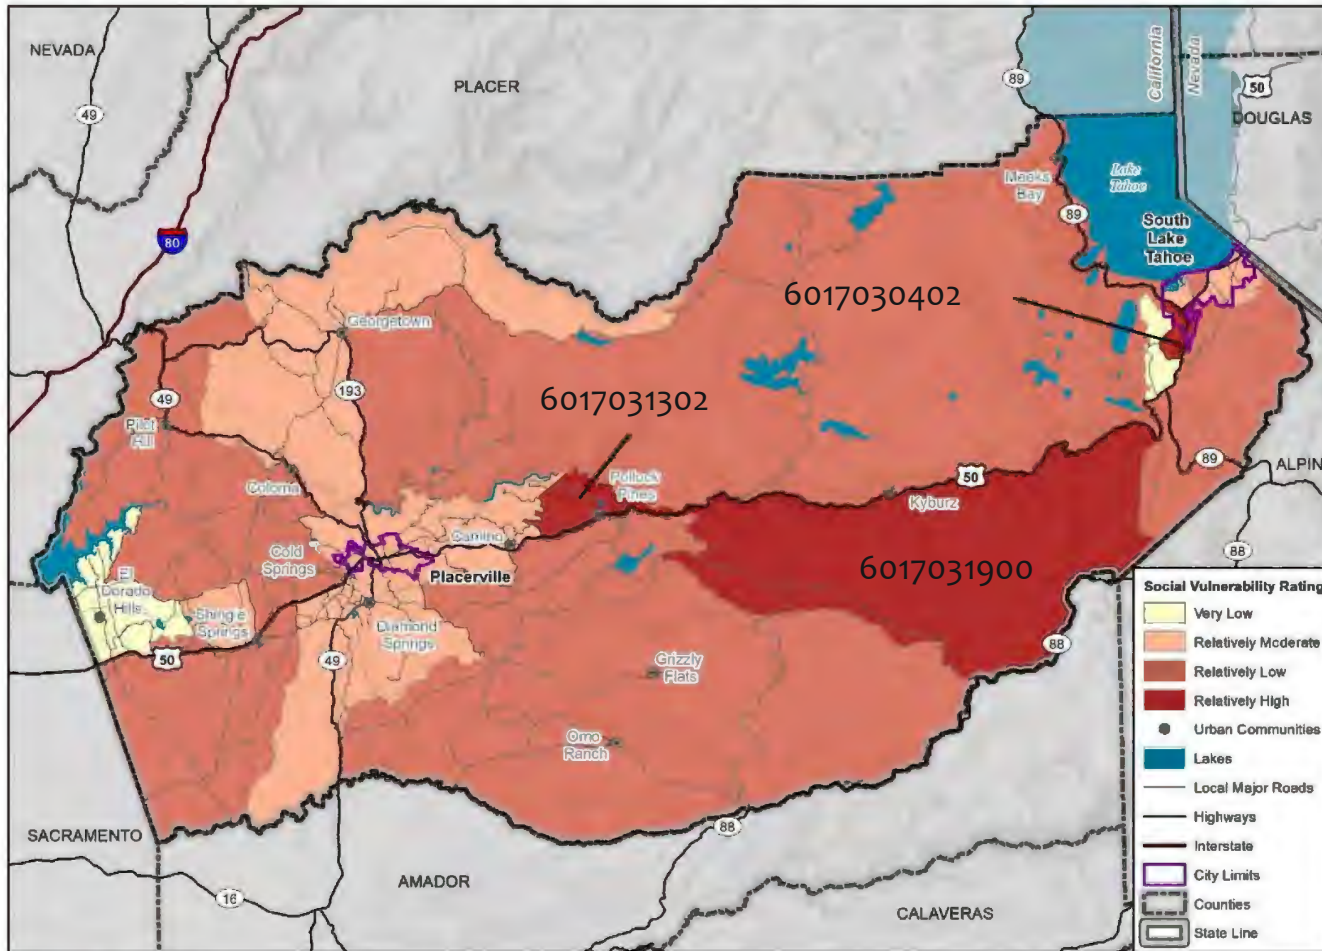 NEVADA
PLACER
49
80
89
California
Nevada
50
DOUGLAS
Meeks
Bay
Lake
Tahoe
89
South
Lake
Tahoe
6017030402
Georgetown
193
49
6017031302
Pilot
Hill
Coloma
Pollock
Pines
50
Kyburz
89
ALPIN
Camino
Cold
Springs
Placerville
6017031900
88
El
Dorado
Hills
Shingle
Springs
Diamond
Springs
50
49
Grizzly
Flats
88
Omo
Ranch
SACRAMENTO
88
AMADOR
16
CALAVERAS
Social Vulnerability Rating
Very Low
Relatively Moderate
Relatively Low
Relatively High
Urban Communities
Lakes
Local Major Roads
Highways
Interstate
City Limits
Counties
State Line